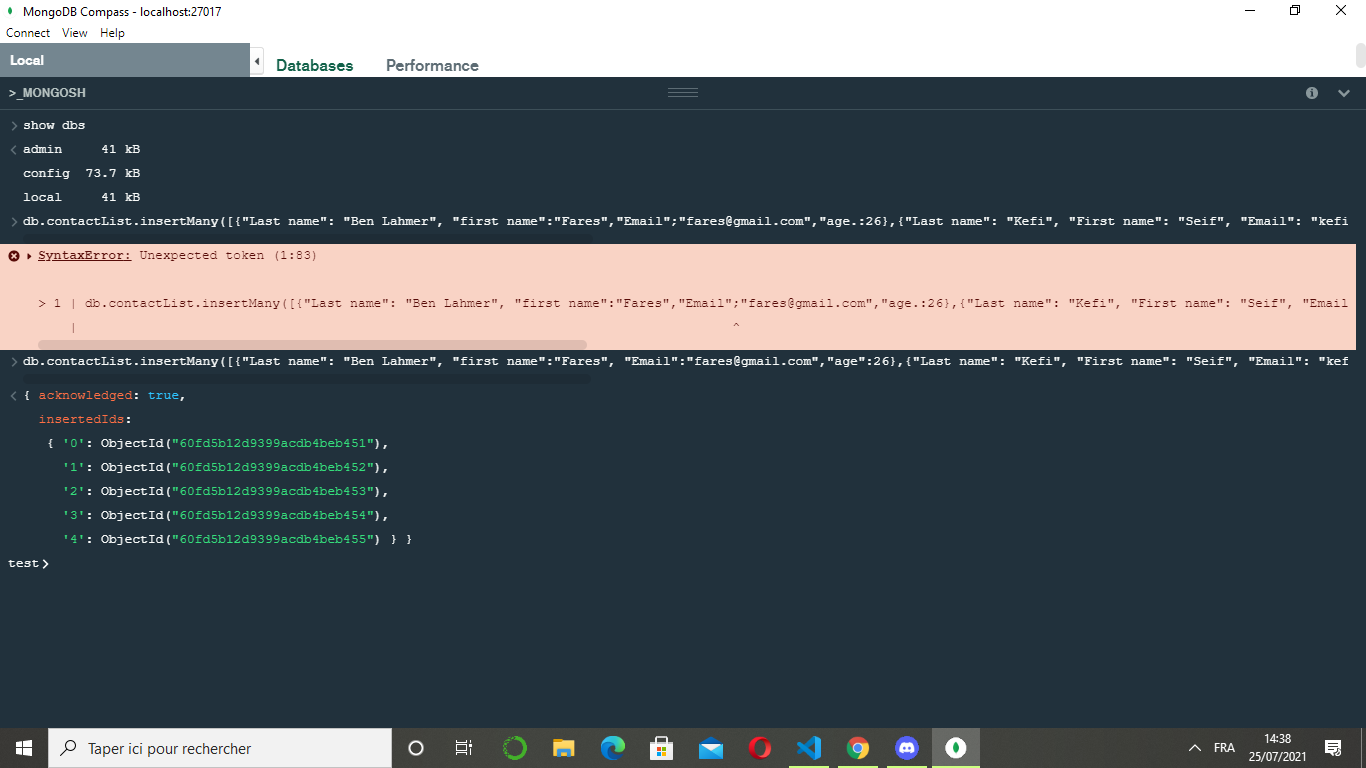 MongoDB Compass - localhost:27017
Connect View Help
Local
Databases Performance
>_MONGOSH
> show dbs
< admin 41 kB
config 73.7 kB
local 41 kB
> db.contactList.insertMany([{"Last name": "Ben Lahmer", "first name":"Fares","Email";"fares@gmail.com","age.:26},{"Last name": "Kefi", "First name": "Seif", "Email": "kefi
SyntaxError: Unexpected token (1:83)
> 1 | db.contactList.insertMany([{"Last name": "Ben Lahmer", "first name":"Fares","Email";"fares@gmail.com","age.:26},{"Last name": "Kefi", "First name": "Seif", "Email
| ^
> db.contactList.insertMany([{"Last name": "Ben Lahmer", "first name":"Fares", "Email":"fares@gmail.com","age":26},{"Last name": "Kefi", "First name": "Seif", "Email": "kef
< { acknowledged: true,
insertedIds:
{ '0': ObjectId("60fd5b12d9399acdb4beb451"),
'1': ObjectId("60fd5b12d9399acdb4beb452"),
'2': ObjectId("60fd5b12d9399acdb4beb453"),
'3': ObjectId("60fd5b12d9399acdb4beb454"),
'4': ObjectId("60fd5b12d9399acdb4beb455") } }
test>
Taper ici pour rechercher
FRA
14:38
25/07/2021